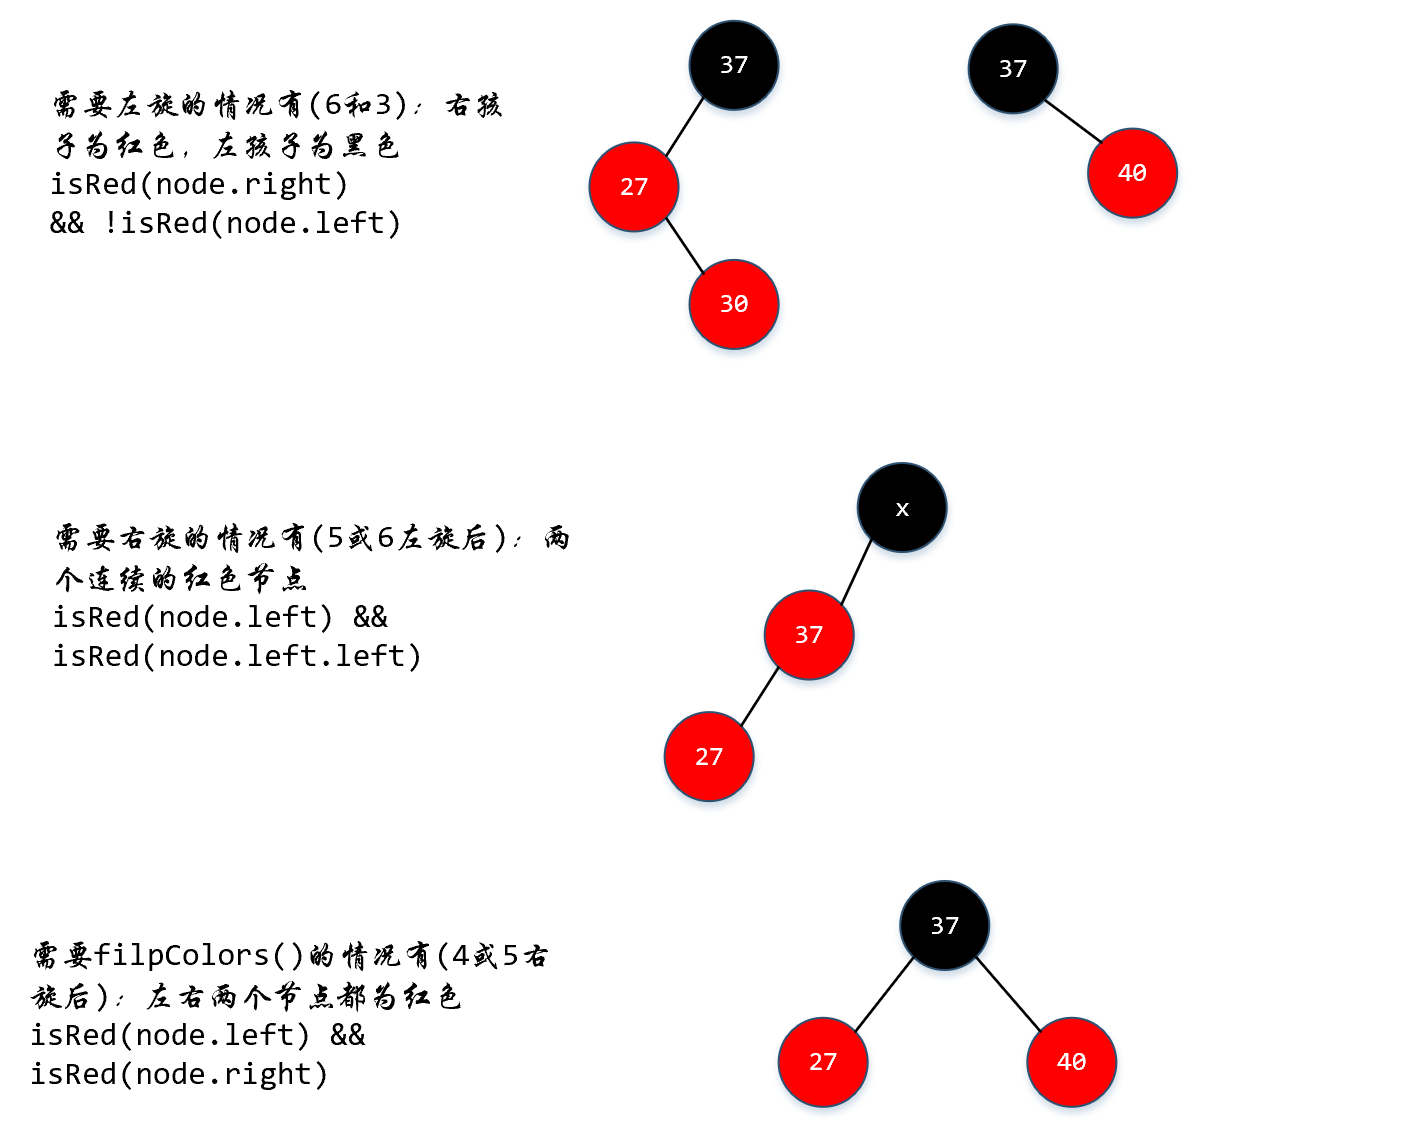 37
37
需要左旋的情况有(6和3)：右孩
子为红色，左孩子为黑色
isRed(node.right)
&& !isRed(node.left)
27
40
30
x
需要右旋的情况有(5或6左旋后)：两
个连续的红色节点
isRed(node.left) &&
isRed(node.left.left)
37
27
37
需要filpColors()的情况有(4或5右
旋后)：左右两个节点都为红色
isRed(node.left) &&
isRed(node.right)
27
40